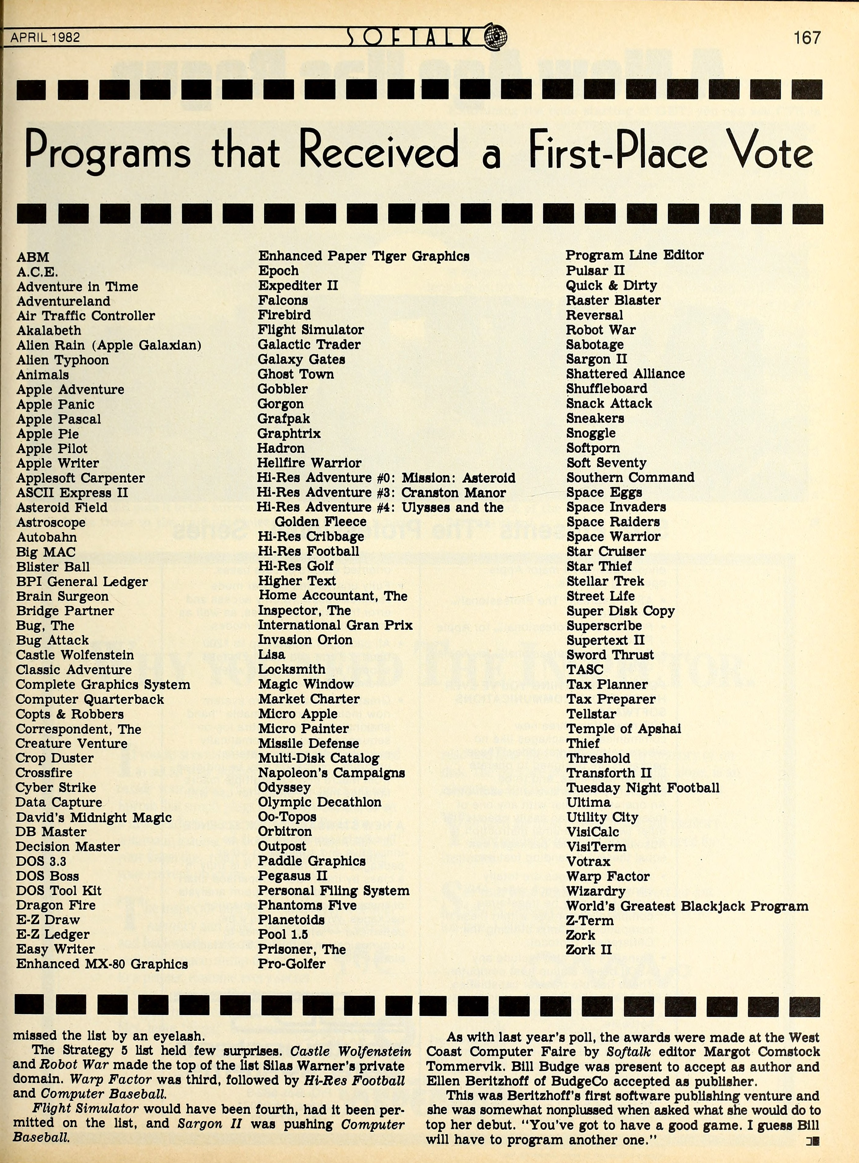 APRIL 1982
SOFTALK
167
Programs that Received a First-Place Vote
ABM
A.C.E.
Adventure in Time
Adventureland
Air Traffic Controller
Akalabeth
Alien Rain (Apple Galaxian)
Alien Typhoon
Animals
Apple Adventure
Apple Panic
Apple Pascal
Apple Pie
Apple Pilot
Apple Writer
Applesoft Carpenter
ASCII Express II
Asteroid Field
Astroscope
Autobahn
Big MAC
Blister Ball
BPI General Ledger
Brain Surgeon
Bridge Partner
Bug, The
Bug Attack
Castle Wolfenstein
Classic Adventure
Complete Graphics System
Computer Quarterback
Copts & Robbers
Correspondent, The
Creature Venture
Crop Duster
Crossfire
Cyber Strike
Data Capture
David's Midnight Magic
DB Master
Decision Master
DOS 3.3
DOS Boss
DOS Tool Kit
Dragon Fire
E-Z Draw
E-Z Ledger
Easy Writer
Enhanced MX-80 Graphics
Enhanced Paper Tiger Graphics
Epoch
Expediter II
Falcons
Firebird
Flight Simulator
Galactic Trader
Galaxy Gates
Ghost Town
Gobbler
Gorgon
Grafpak
Graphtrix
Hadron
Hellfire Warrior
Hi-Res Adventure #0: Mission: Asteroid
Hi-Res Adventure #3: Cranston Manor
Hi-Res Adventure #4: Ulysses and the
Golden Fleece
Hi-Res Cribbage
Hi-Res Football
Hi-Res Golf
Higher Text
Home Accountant, The
Inspector, The
International Gran Prix
Invasion Orion
Lisa
Locksmith
Magic Window
Market Charter
Micro Apple
Micro Painter
Missile Defense
Multi-Disk Catalog
Napoleon's Campaigns
Odyssey
Olympic Decathlon
Oo-Topos
Orbitron
Outpost
Paddle Graphics
Pegasus II
Personal Filing System
Phantoms Five
Planetoids
Pool 1.5
Prisoner, The
Pro-Golfer
Program Line Editor
Pulsar II
Quick & Dirty
Raster Blaster
Reversal
Robot War
Sabotage
Sargon II
Shattered Alliance
Shuffleboard
Snack Attack
Sneakers
Snoggle
Softporn
Soft Seventy
Southern Command
Space Eggs
Space Invaders
Space Raiders
Space Warrior
Star Cruiser
Star Thief
Stellar Trek
Street Life
Super Disk Copy
Superscribe
Supertext II
Sword Thrust
TASC
Tax Planner
Tax Preparer
Tellstar
Temple of Apshai
Thief
Threshold
Transforth II
Tuesday Night Football
Ultima
Utility City
VisiCalc
VisiTerm
Votrax
Warp Factor
Wizardry
World's Greatest Blackjack Program
Z-Term
Zork
Zork II
missed the list by an eyelash.
The Strategy 5 list held few surprises. Castle Wolfenstein
and Robot War made the top of the list Silas Warner's private
domain. Warp Factor was third, followed by Hi-Res Football
and Computer Baseball.
Flight Simulator would have been fourth, had it been per-
mitted on the list, and Sargon II was pushing Computer
Baseball.
As with last year's poll, the awards were made at the West
Coast Computer Faire by Softalk editor Margot Comstock
Tommervik. Bill Budge was present to accept as author and
Ellen Beritzhoff of BudgeCo accepted as publisher.
This was Beritzhoff's first software publishing venture and
she was somewhat nonplussed when asked what she would do to
top her debut. "You've got to have a good game. I guess Bill
will have to program another one."